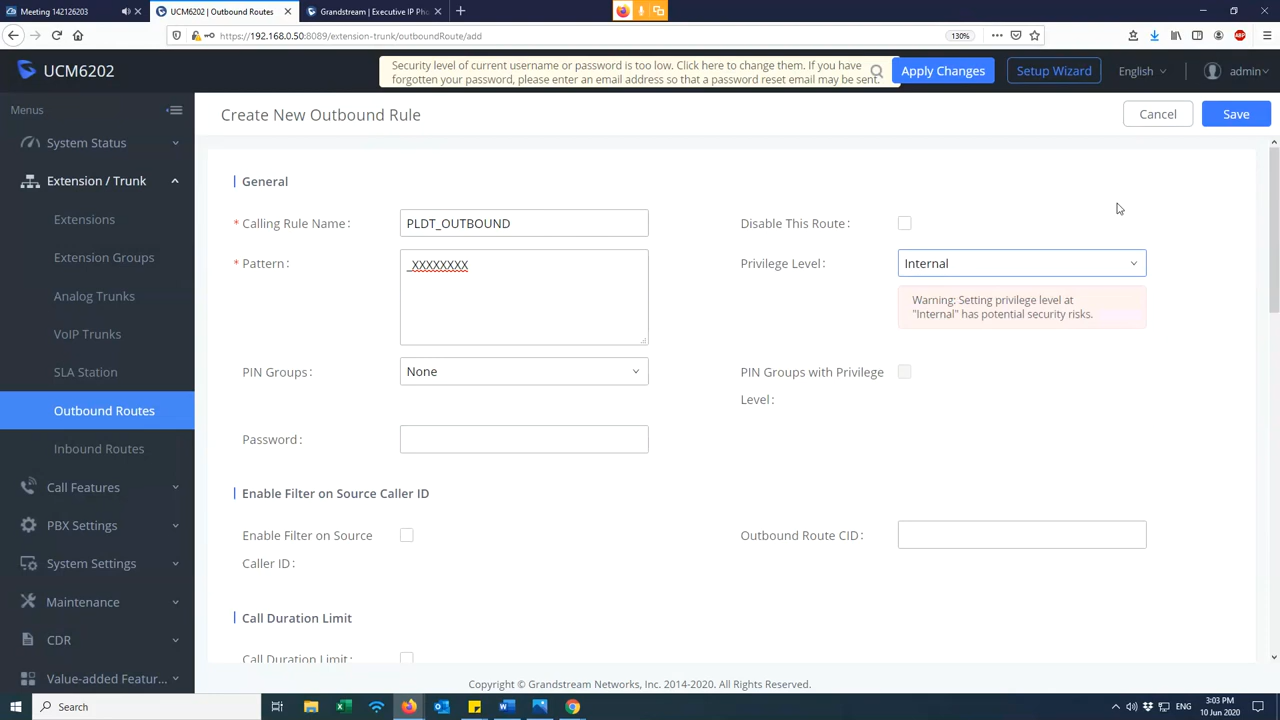 Meeting 142126203
UCM6202 | Outbound Routes
Grandstream | Executive IP Pho
https://192.168.0.50:8089/extension-trunk/outboundRoute/add
130%
ABP
UCM6202
Security level of current username or password is too low. Click here to change them. If you have
forgotten your password, please enter an email address so that a password reset email may be sent.
Apply Changes
Setup Wizard
English
admin
Menus
Create New Outbound Rule
Cancel
Save
System Status
Extension / Trunk
Extensions
Extension Groups
Analog Trunks
VoIP Trunks
SLA Station
Outbound Routes
Inbound Routes
Call Features
PBX Settings
System Settings
Maintenance
CDR
Value-added Featur...
General
* Calling Rule Name :
PLDT_OUTBOUND
Disable This Route :
* Pattern :
_XXXXXXXX
Privilege Level :
Internal
Warning: Setting privilege level at
"Internal" has potential security risks.
PIN Groups :
None
PIN Groups with Privilege
Level :
Password :
Enable Filter on Source Caller ID
Enable Filter on Source
Caller ID :
Outbound Route CID :
Call Duration Limit
Call Duration Limit :
Copyright © Grandstream Networks, Inc. 2014-2020. All Rights Reserved.
Search
ENG
3:03 PM
10 Jun 2020